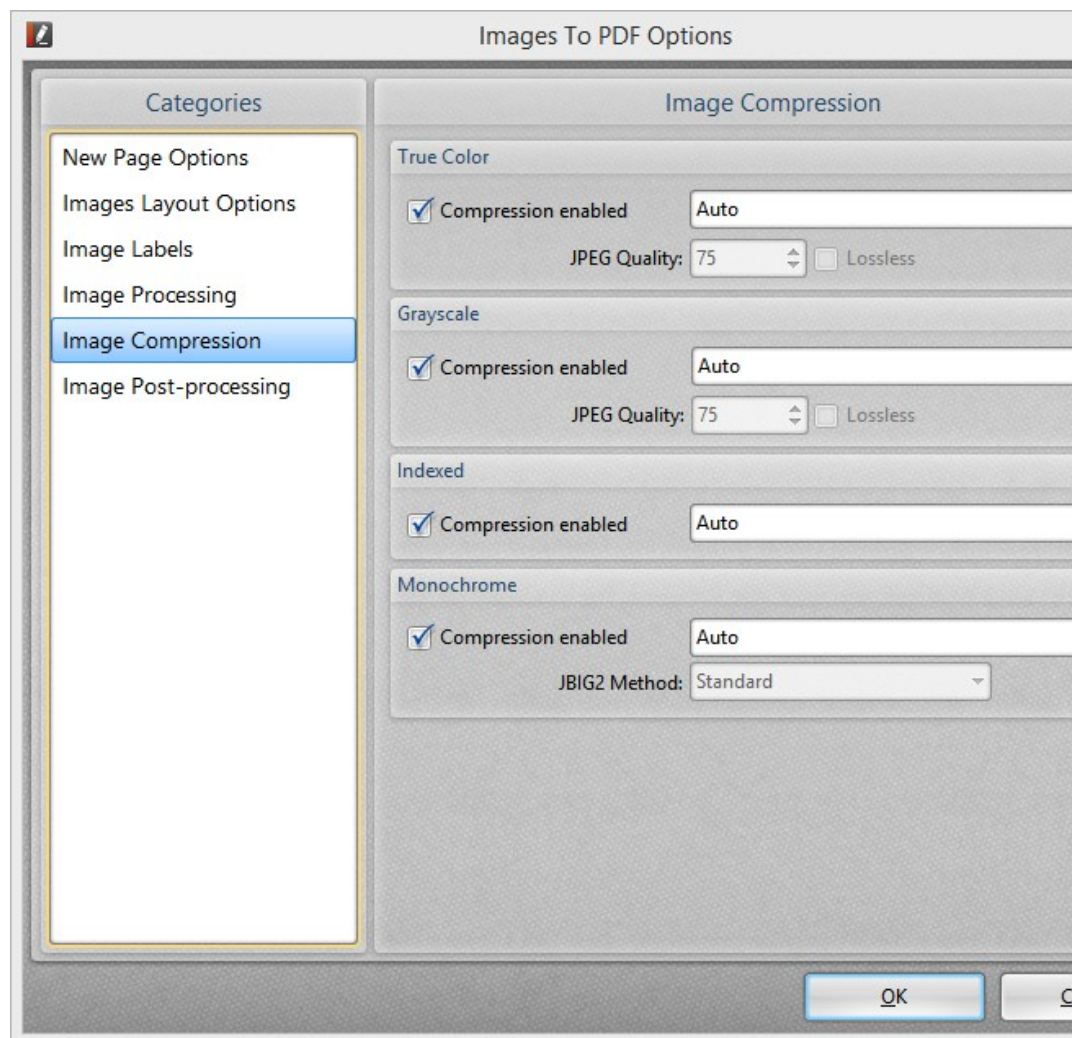 Images To PDF Options
Categories
New Page Options
Images Layout Options
Image Labels
Image Processing
Image Compression
Image Post-processing
Image Compression
True Color
Compression enabled Auto
JPEG Quality: 75 Lossless
Grayscale
Compression enabled Auto
JPEG Quality: 75 Lossless
Indexed
Compression enabled Auto
Monochrome
Compression enabled Auto
JBIG2 Method: Standard
OK